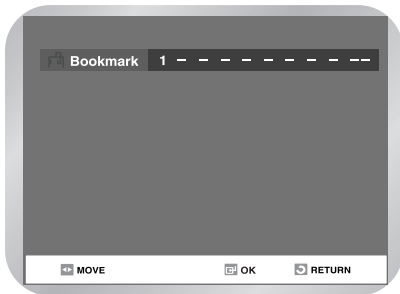 Bookmark 1 – – – – – – – – – –
MOVE OK RETURN